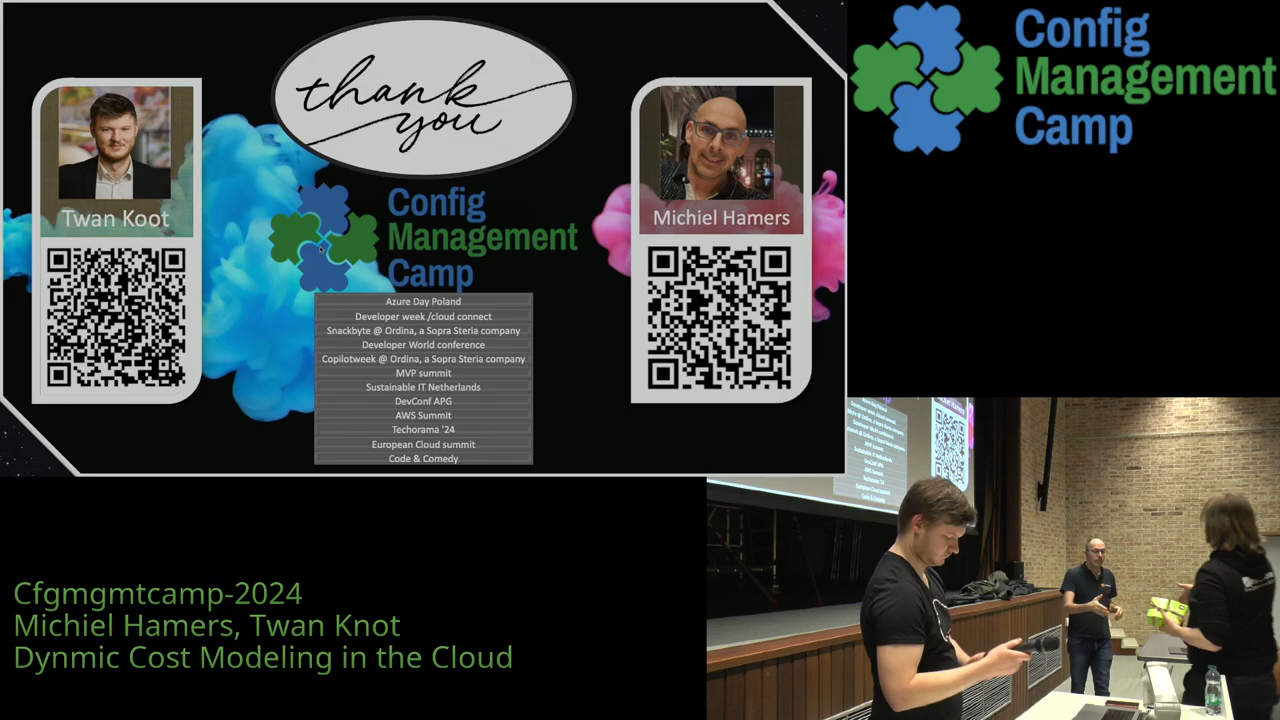 thank
you
Twan Koot
Config
Management
Camp
Michiel Hamers
Azure Day Poland
Developer week /cloud connect
Snackbyte @ Ordina, a Sopra Steria company
Developer World conference
Copilotweek @ Ordina, a Sopra Steria company
MVP summit
Sustainable IT Netherlands
DevConf APG
AWS Summit
Techorama '24
European Cloud summit
Code & Comedy
Config
Management
Camp
Cfgmgmtcamp-2024
Michiel Hamers, Twan Knot
Dynmic Cost Modeling in the Cloud